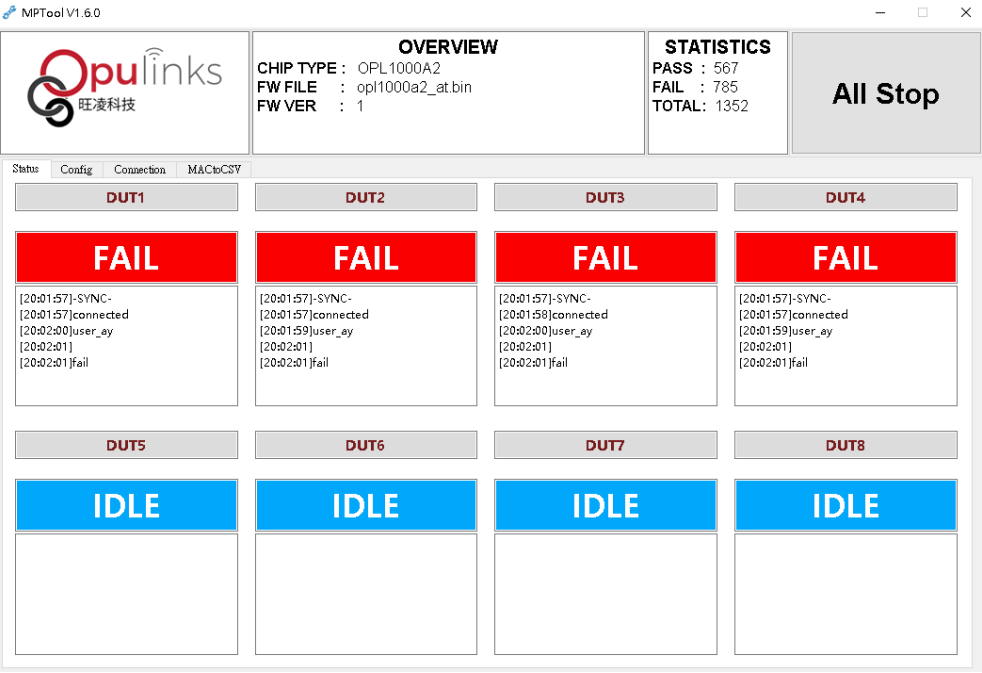 MPTool V1.6.0
Opulinks
旺凌科技
OVERVIEW
CHIP TYPE : OPL1000A2
FW FILE : opl1000a2_at.bin
FW VER : 1
STATISTICS
PASS : 567
FAIL : 785
TOTAL: 1352
All Stop
Status Config Connection MACtoCSV
DUT1 DUT2 DUT3 DUT4
FAIL FAIL FAIL FAIL
[20:01:57]-SYNC-
[20:01:57]connected
[20:02:00]user_ay
[20:02:01]
[20:02:01]fail
[20:01:57]-SYNC-
[20:01:57]connected
[20:01:59]user_ay
[20:02:01]
[20:02:01]fail
[20:01:57]-SYNC-
[20:01:58]connected
[20:02:00]user_ay
[20:02:01]
[20:02:01]fail
[20:01:57]-SYNC-
[20:01:57]connected
[20:01:59]user_ay
[20:02:01]
[20:02:01]fail
DUT5 DUT6 DUT7 DUT8
IDLE IDLE IDLE IDLE